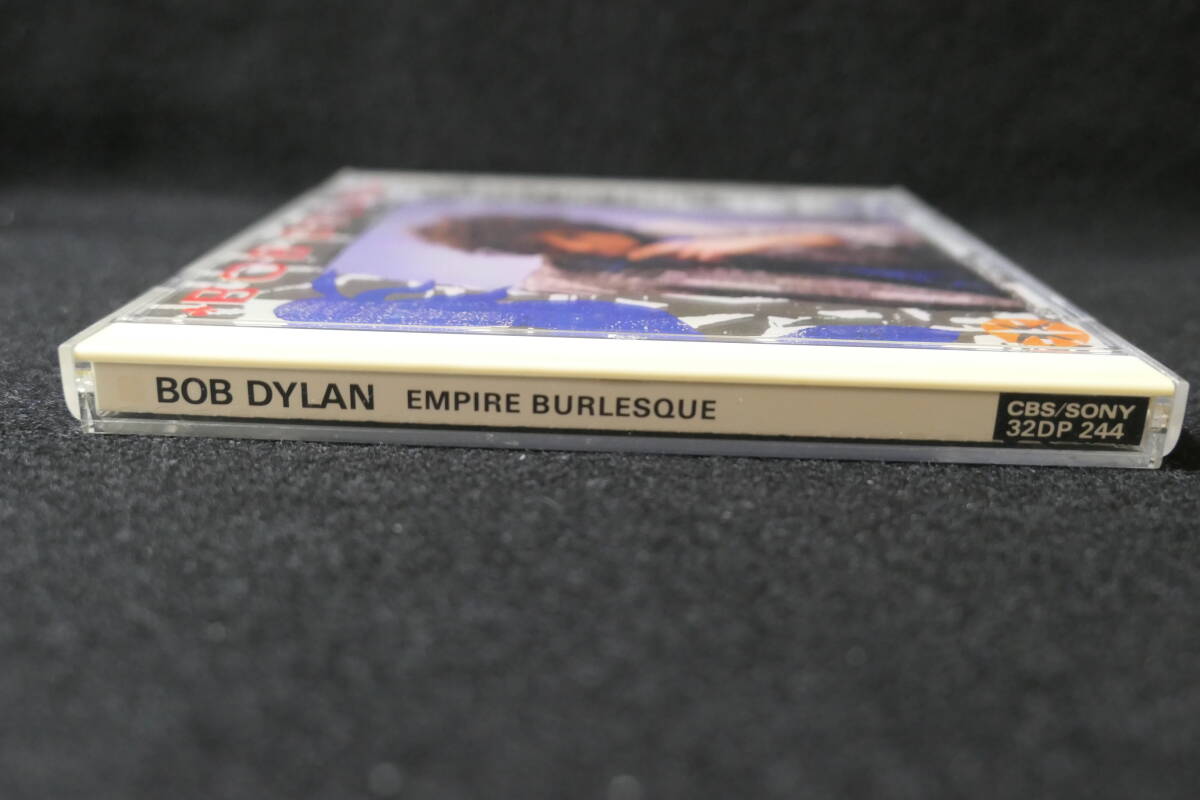 BOB DYLAN EMPIRE BURLESQUE
CBS/SONY
32DP 244